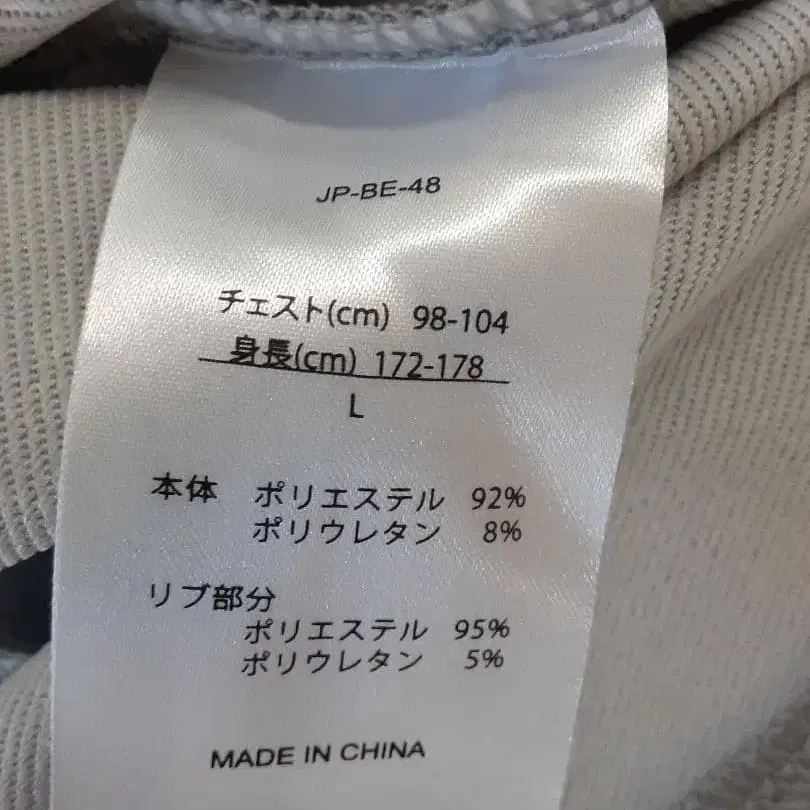 JP-BE-48
チェスト(cm) 98-104
身長(cm) 172-178
L
本体 ポリエステル 92%
ポリウレタン 8%
リブ部分
ポリエステル 95%
ポリウレタン 5%
MADE IN CHINA